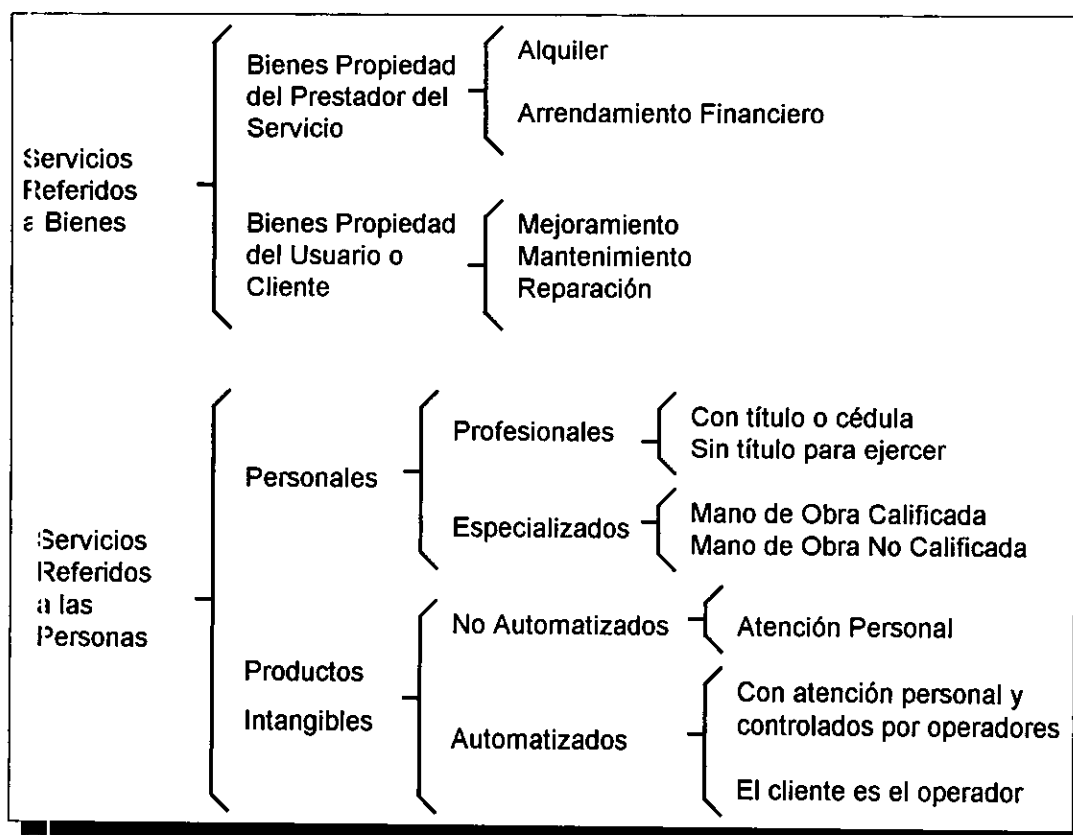 Servicios
Referidos
a Bienes
Bienes Propiedad
del Prestador del
Servicio
Alquiler
Arrendamiento Financiero
Bienes Propiedad
del Usuario o
Cliente
Mejoramiento
Mantenimiento
Reparación
Servicios
Referidos
a las
Personas
Personales
Profesionales
Con título o cédula
Sin título para ejercer
Especializados
Mano de Obra Calificada
Mano de Obra No Calificada
Productos
Intangibles
No Automatizados
Atención Personal
Automatizados
Con atención personal y
controlados por operadores
El cliente es el operador